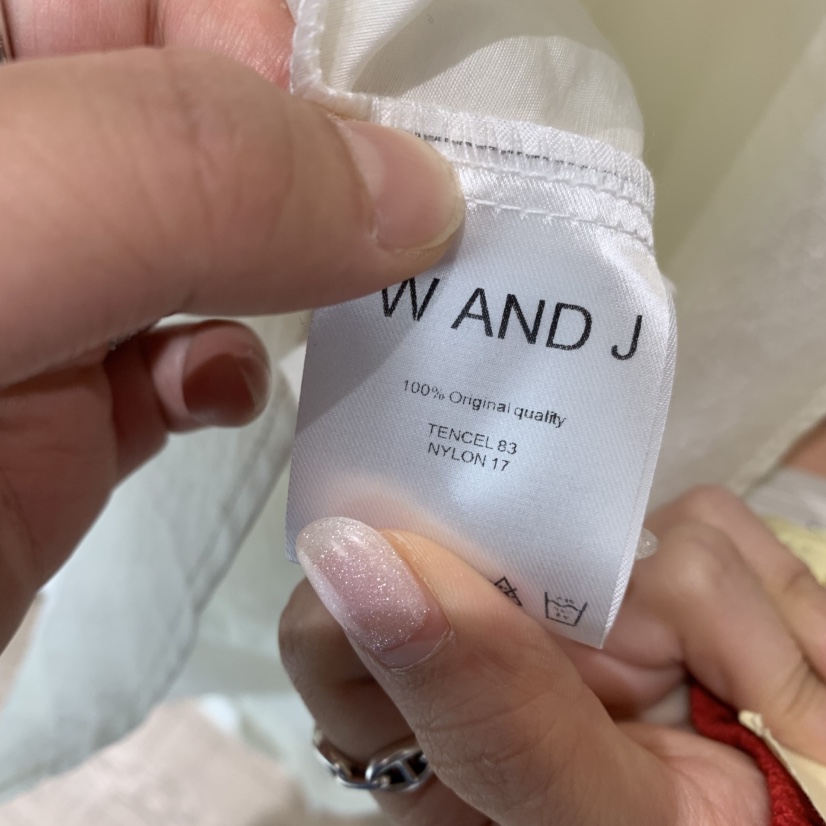 W AND J
100% Original quality
TENCEL 83
NYLON 17